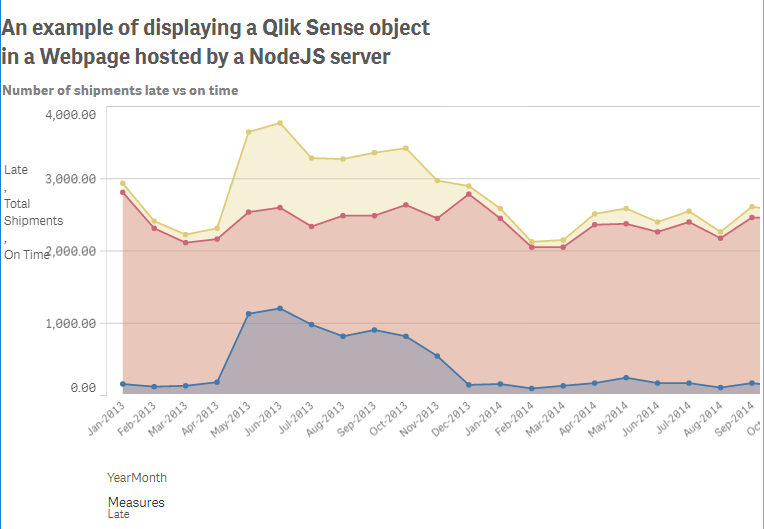 An example of displaying a Qlik Sense object
in a Webpage hosted by a NodeJS server
Number of shipments late vs on time
4,000.00
3,000.00
2,000.00
1,000.00
0.00
Late
,
Total
Shipments
,
On Time
Jan-2013
Feb-2013
Mar-2013
Apr-2013
May-2013
Jun-2013
Jul-2013
Aug-2013
Sep-2013
Oct-2013
Nov-2013
Dec-2013
Jan-2014
Feb-2014
Mar-2014
Apr-2014
May-2014
Jun-2014
Jul-2014
Aug-2014
Sep-2014
YearMonth
Measures
Late